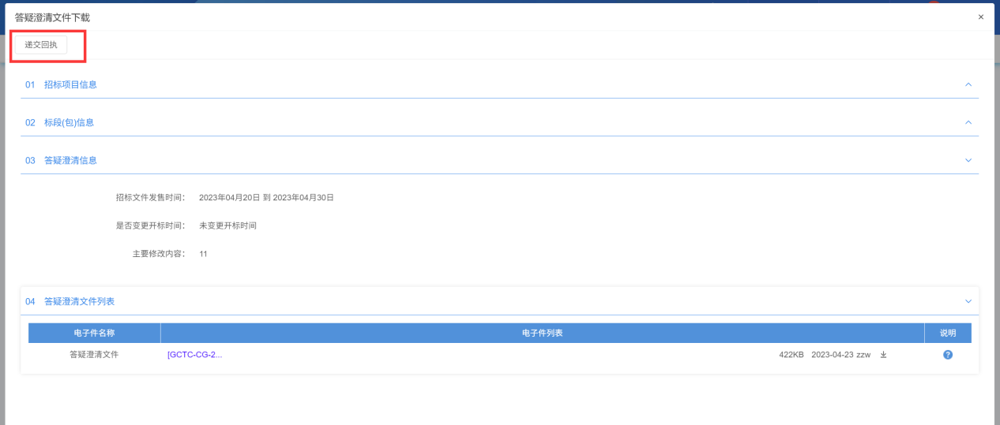 答疑澄清文件下载
×
递交回执
01 招标项目信息
02 标段(包)信息
03 答疑澄清信息
招标文件发售时间： 2023年04月20日 到 2023年04月30日
是否变更开标时间： 未变更开标时间
主要修改内容： 11
04 答疑澄清文件列表
电子件名称 电子件列表 说明
答疑澄清文件 [GCTC-CG-2... 422KB 2023-04-23 zzw ?